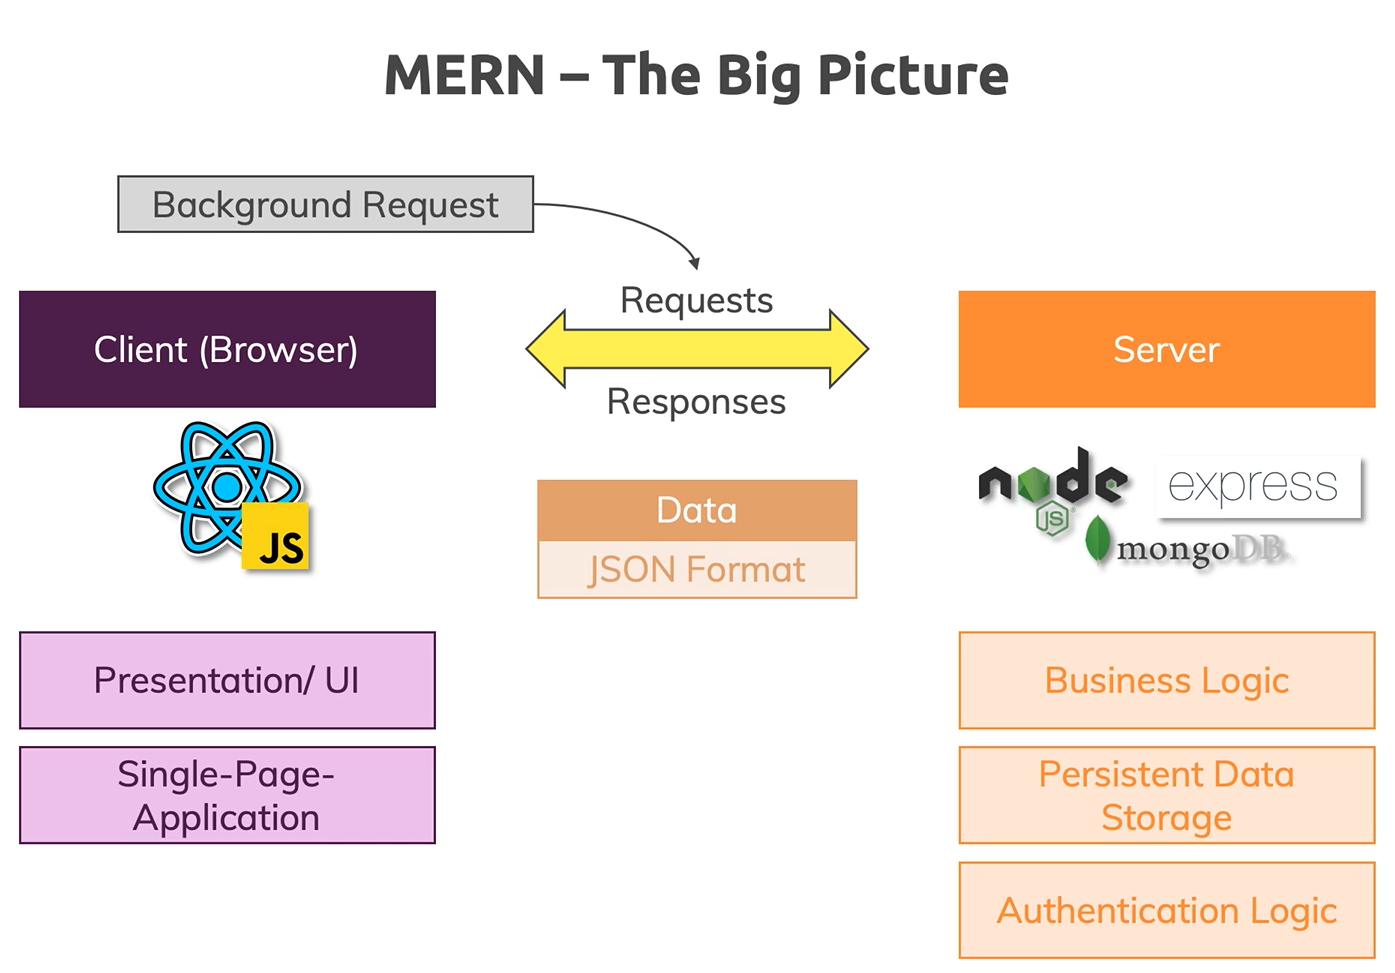 MERN – The Big Picture
Background Request
Requests
Client (Browser)
Server
Responses
JS
node
JS
express
mongoDB
Data
JSON Format
Presentation/ UI
Single-Page-
Application
Business Logic
Persistent Data
Storage
Authentication Logic